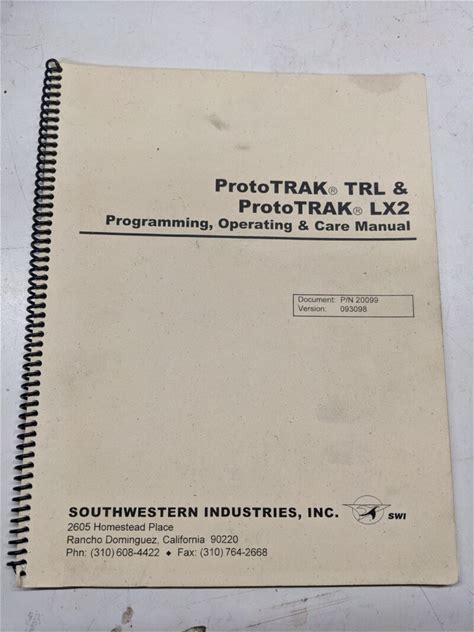 ProtoTRAK® TRL &
ProtoTRAK® LX2
Programming, Operating & Care Manual
Document: P/N 20099
Version: 093098
SOUTHWESTERN INDUSTRIES, INC.
SWI
2605 Homestead Place
Rancho Dominguez, California 90220
Phn: (310) 608-4422 ♦ Fax: (310) 764-2668